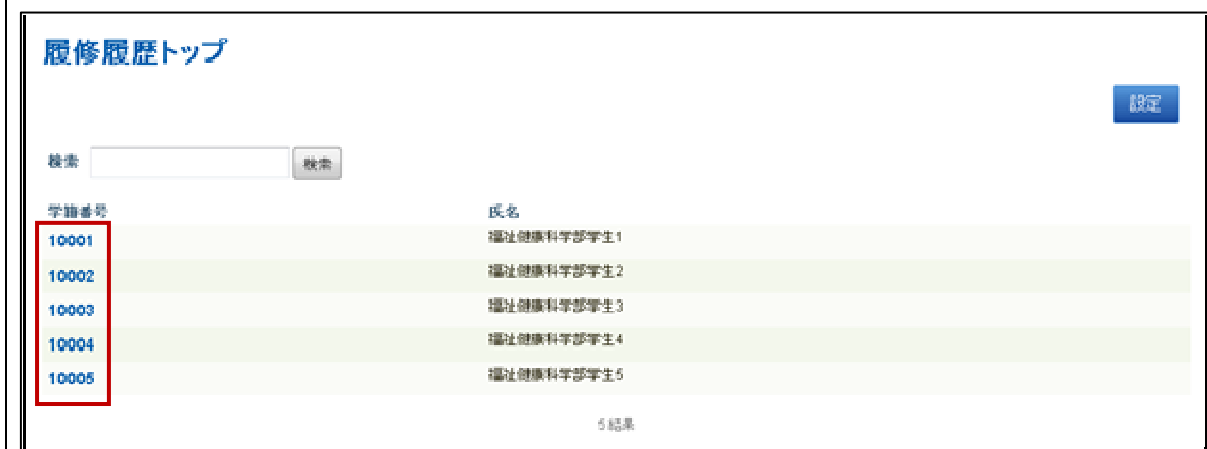 履修履歴トップ
設定
検索 検索
学籍番号 氏名
10001 福祉健康科学部学生1
10002 福祉健康科学部学生2
10003 福祉健康科学部学生3
10004 福祉健康科学部学生4
10005 福祉健康科学部学生5
5 結果